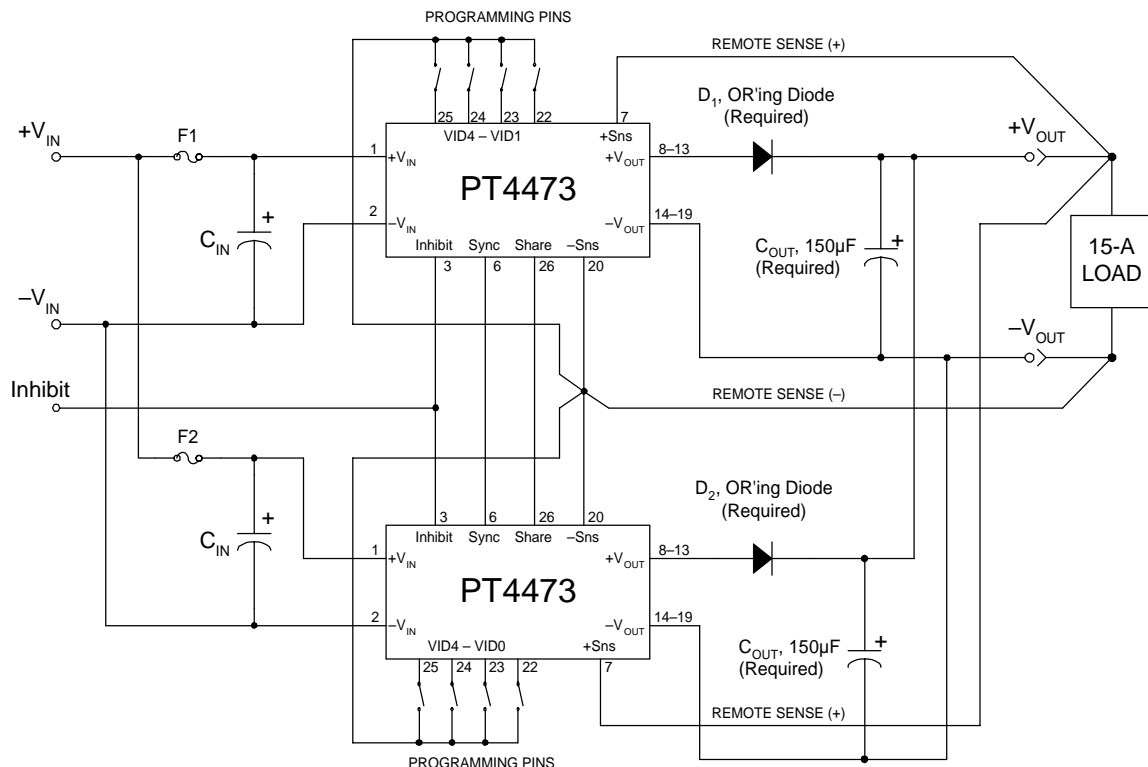 PROGRAMMING PINS
REMOTE SENSE (+)
25 24 23 22
7
VID4 – VID1
+Sns
D1, OR'ing Diode
(Required)
+VIN
F1
1
+VIN
PT4473
+VOUT
8–13
+VOUT
2
–VIN
–VOUT
14–19
CIN
+
Inhibit Sync Share –Sns
3 6 26 20
COUT, 150µF
(Required)
+
15-A
LOAD
–VIN
–VOUT
Inhibit
REMOTE SENSE (–)
F2
D2, OR'ing Diode
(Required)
CIN
+
3 6 26 20
Inhibit Sync Share –Sns
1
+VIN
PT4473
+VOUT
8–13
2
–VIN
–VOUT
14–19
VID4 – VID0
+Sns
25 24 23 22
7
COUT, 150µF
(Required)
+
REMOTE SENSE (+)
PROGRAMMING PINS